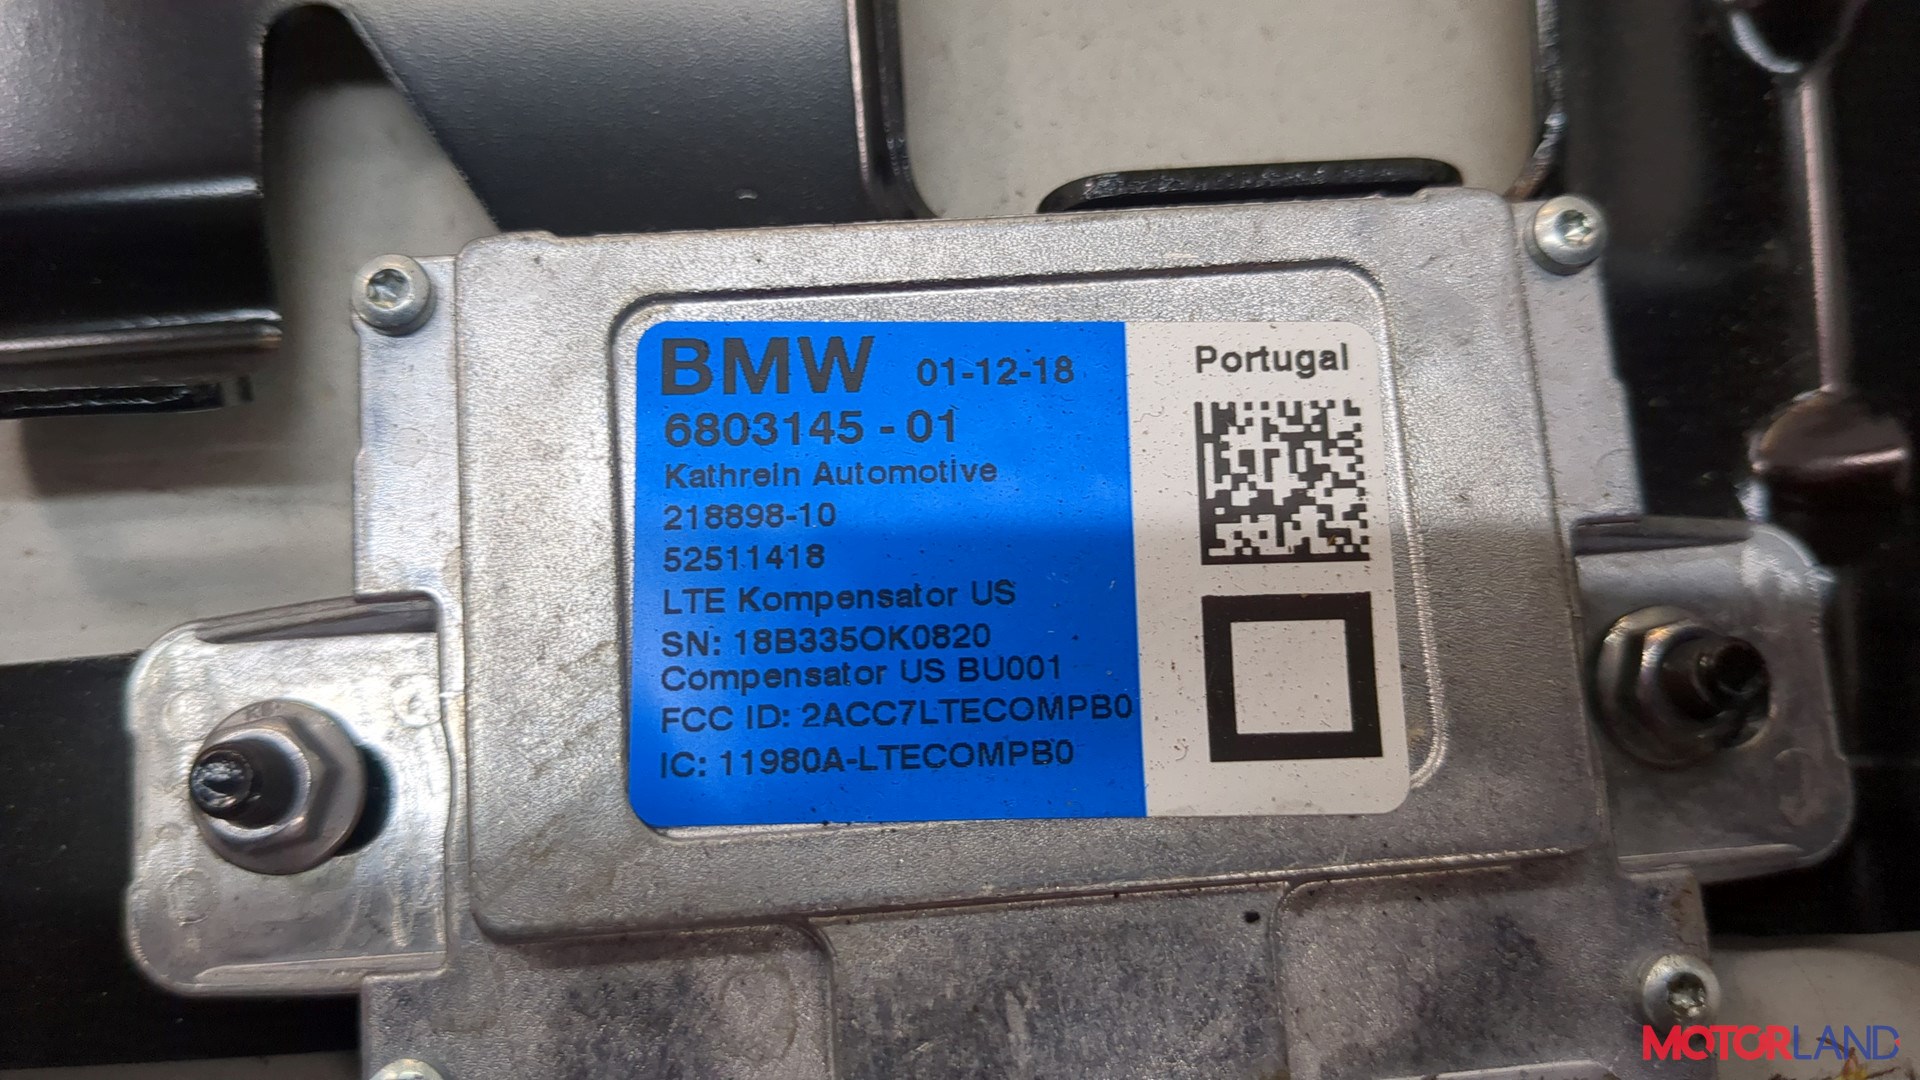 BMW 01-12-18
6803145 - 01
Kathrein Automotive
218898-10
52511418
LTE Kompensator US
SN: 18B335OK0820
Compensator US BU001
FCC ID: 2ACC7LTECOMPB0
IC: 11980A-LTECOMPB0
Portugal
MOTORLAND